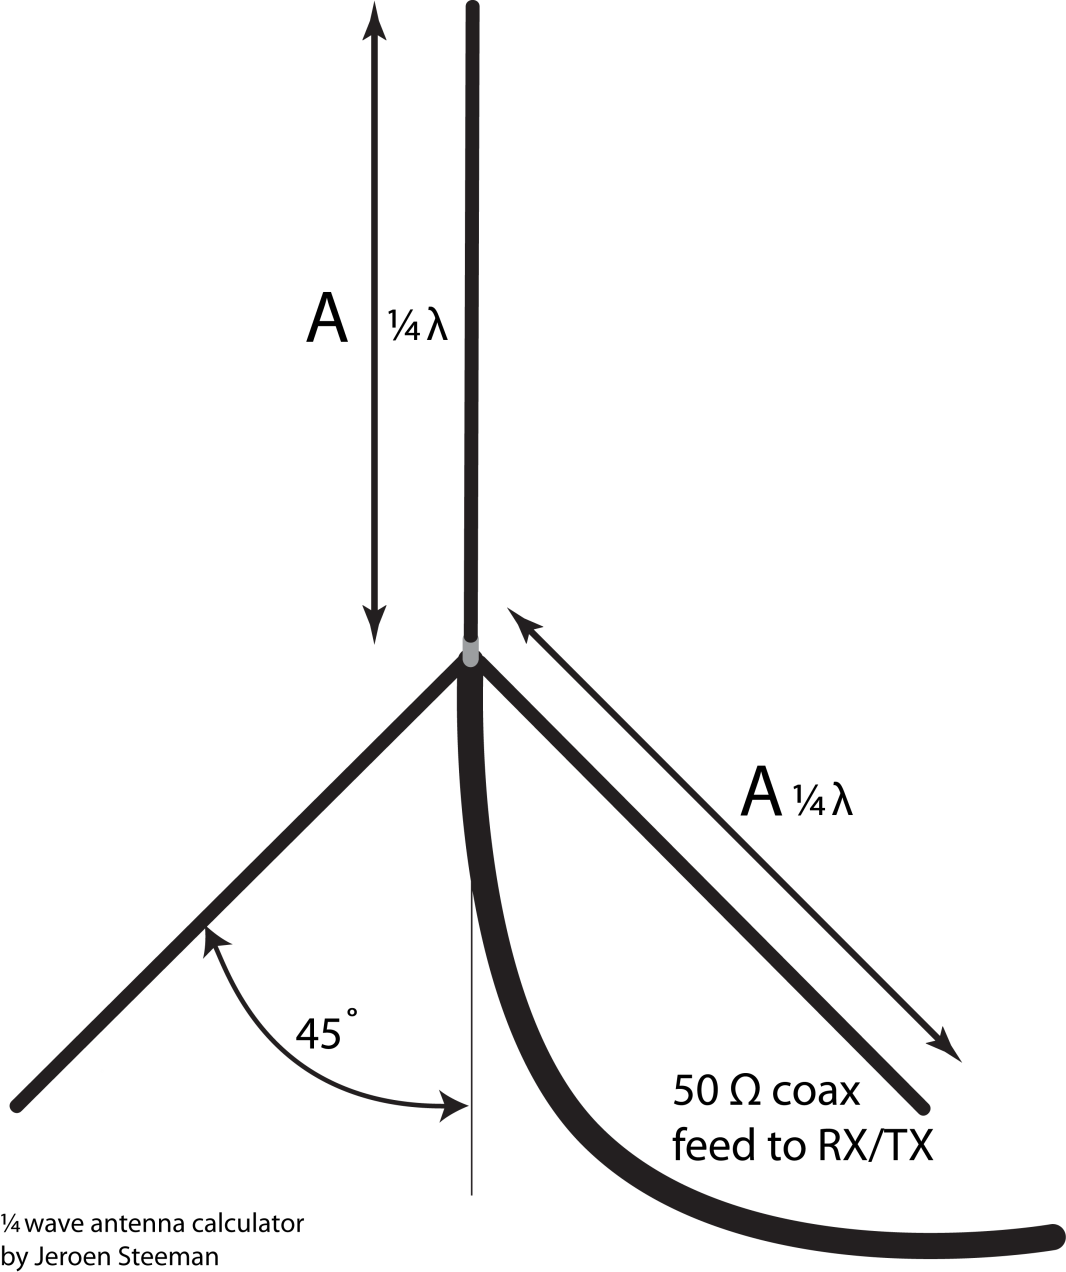 A ¼ λ
A ¼ λ
45°
50 Ω coax
feed to RX/TX
¼ wave antenna calculator
by Jeroen Steeman